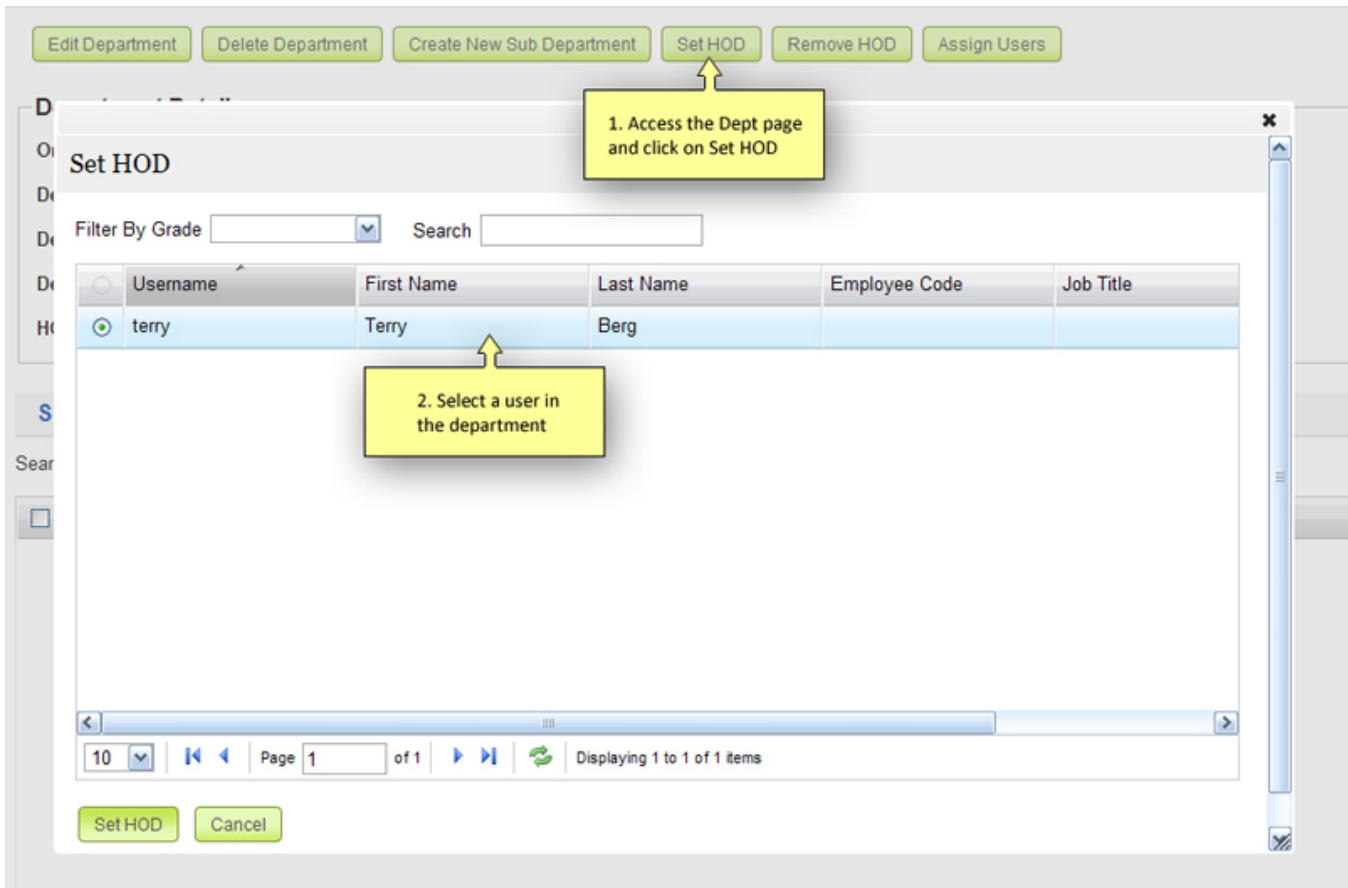 Edit Department Delete Department Create New Sub Department Set HOD Remove HOD Assign Users
1. Access the Dept page
and click on Set HOD
Set HOD
Filter By Grade Search
Username First Name Last Name Employee Code Job Title
terry Terry Berg
2. Select a user in
the department
10 Page 1 of 1 Displaying 1 to 1 of 1 items
Set HOD Cancel